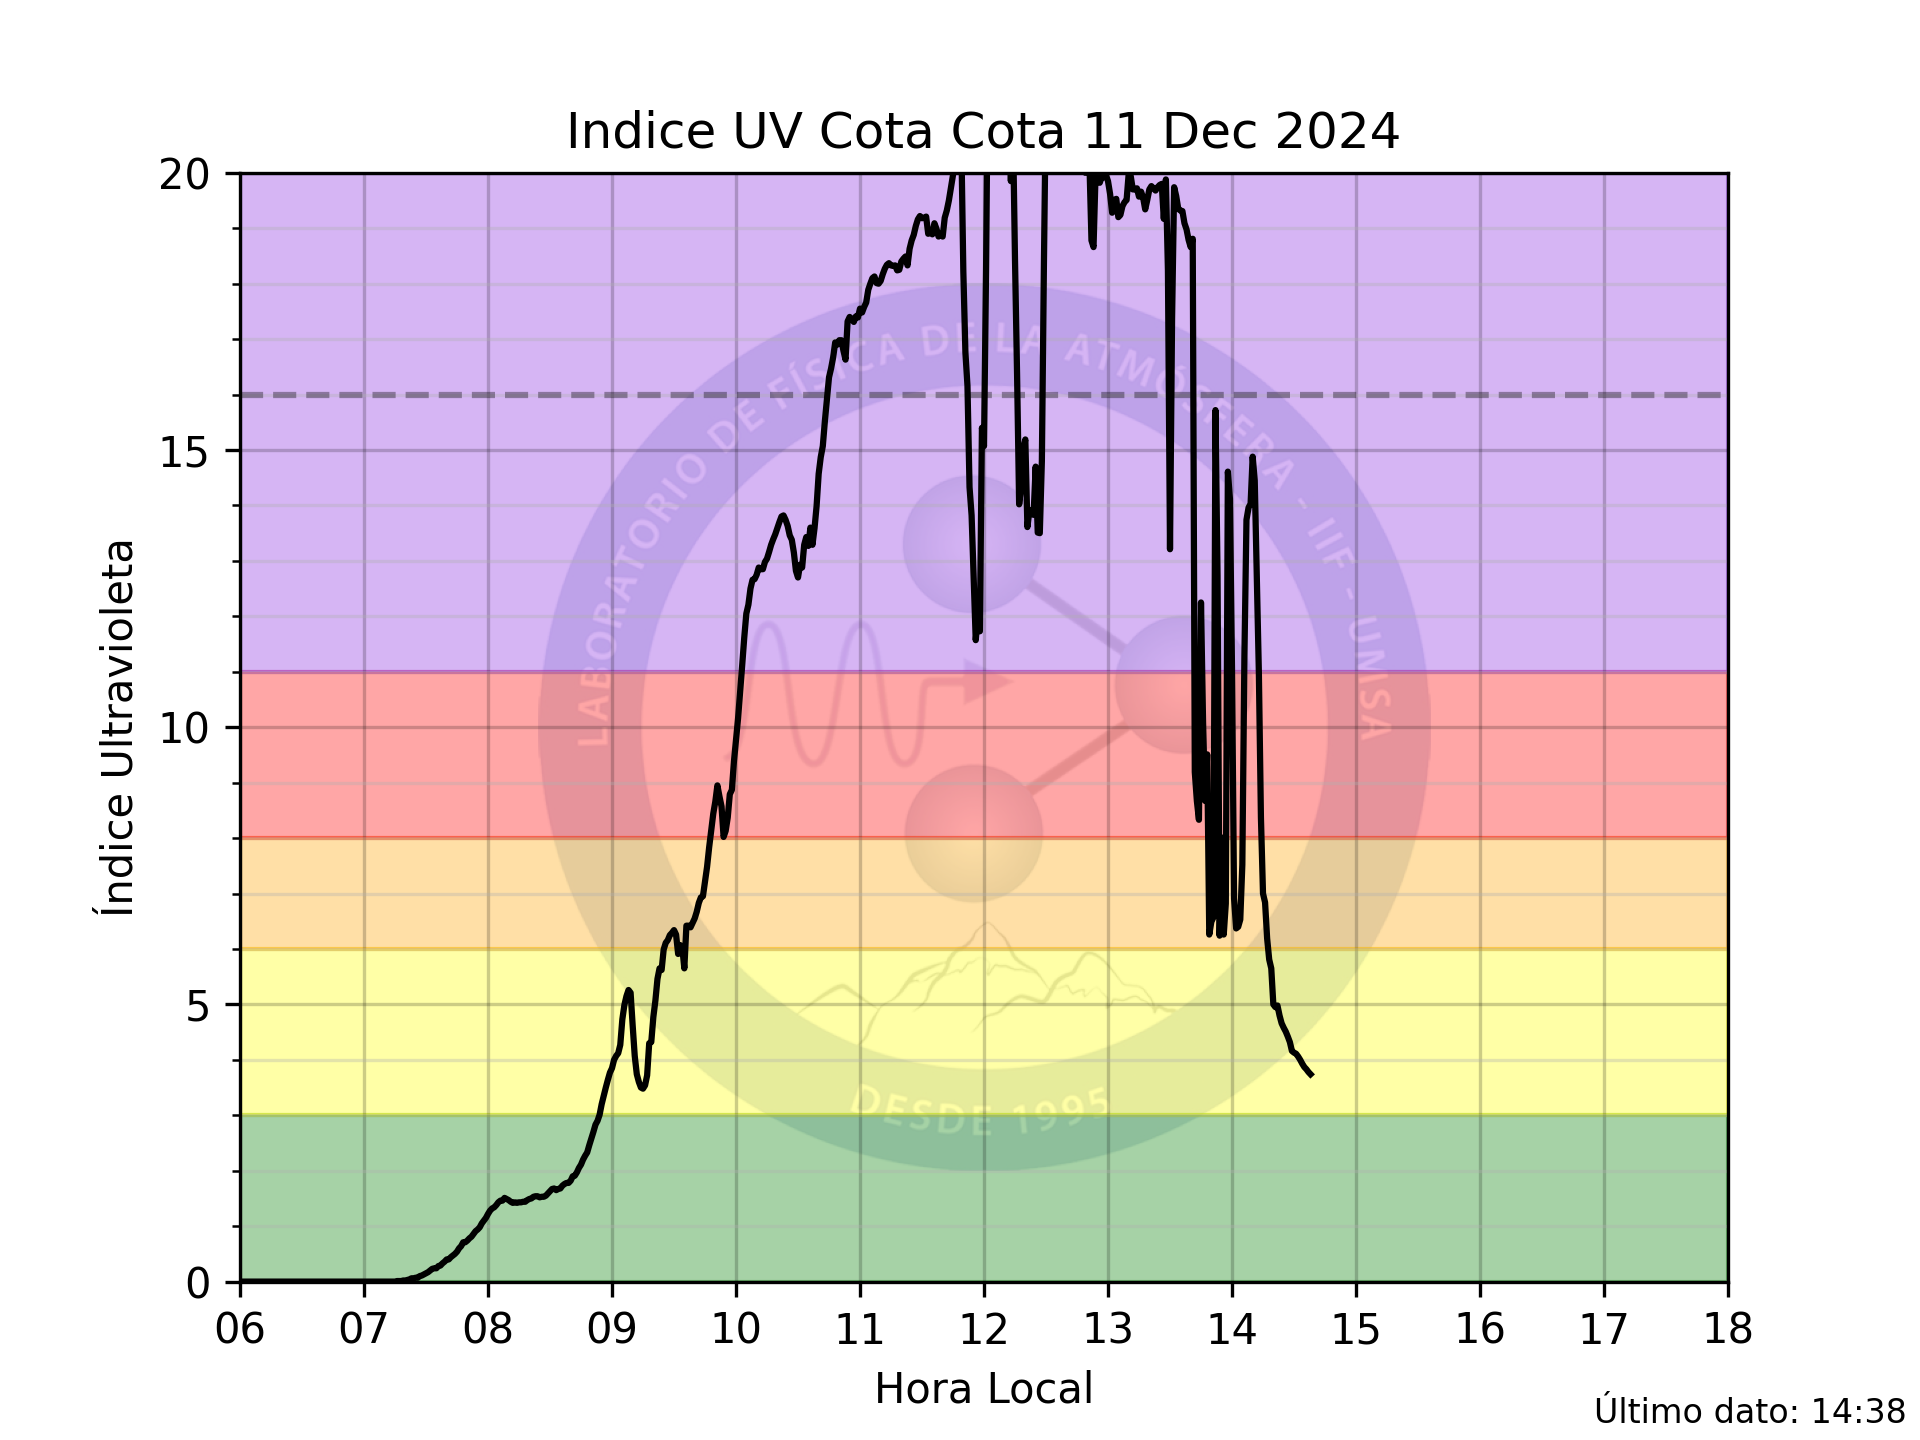 Indice UV Cota Cota 11 Dec 2024
20
15
10
5
0
Índice Ultravioleta
LABORATORIO DE FÍSICA DE LA ATMÓSFERA - IIF - UMSA
DESDE 1995
06 07 08 09 10 11 12 13 14 15 16 17 18
Hora Local
Último dato: 14:38